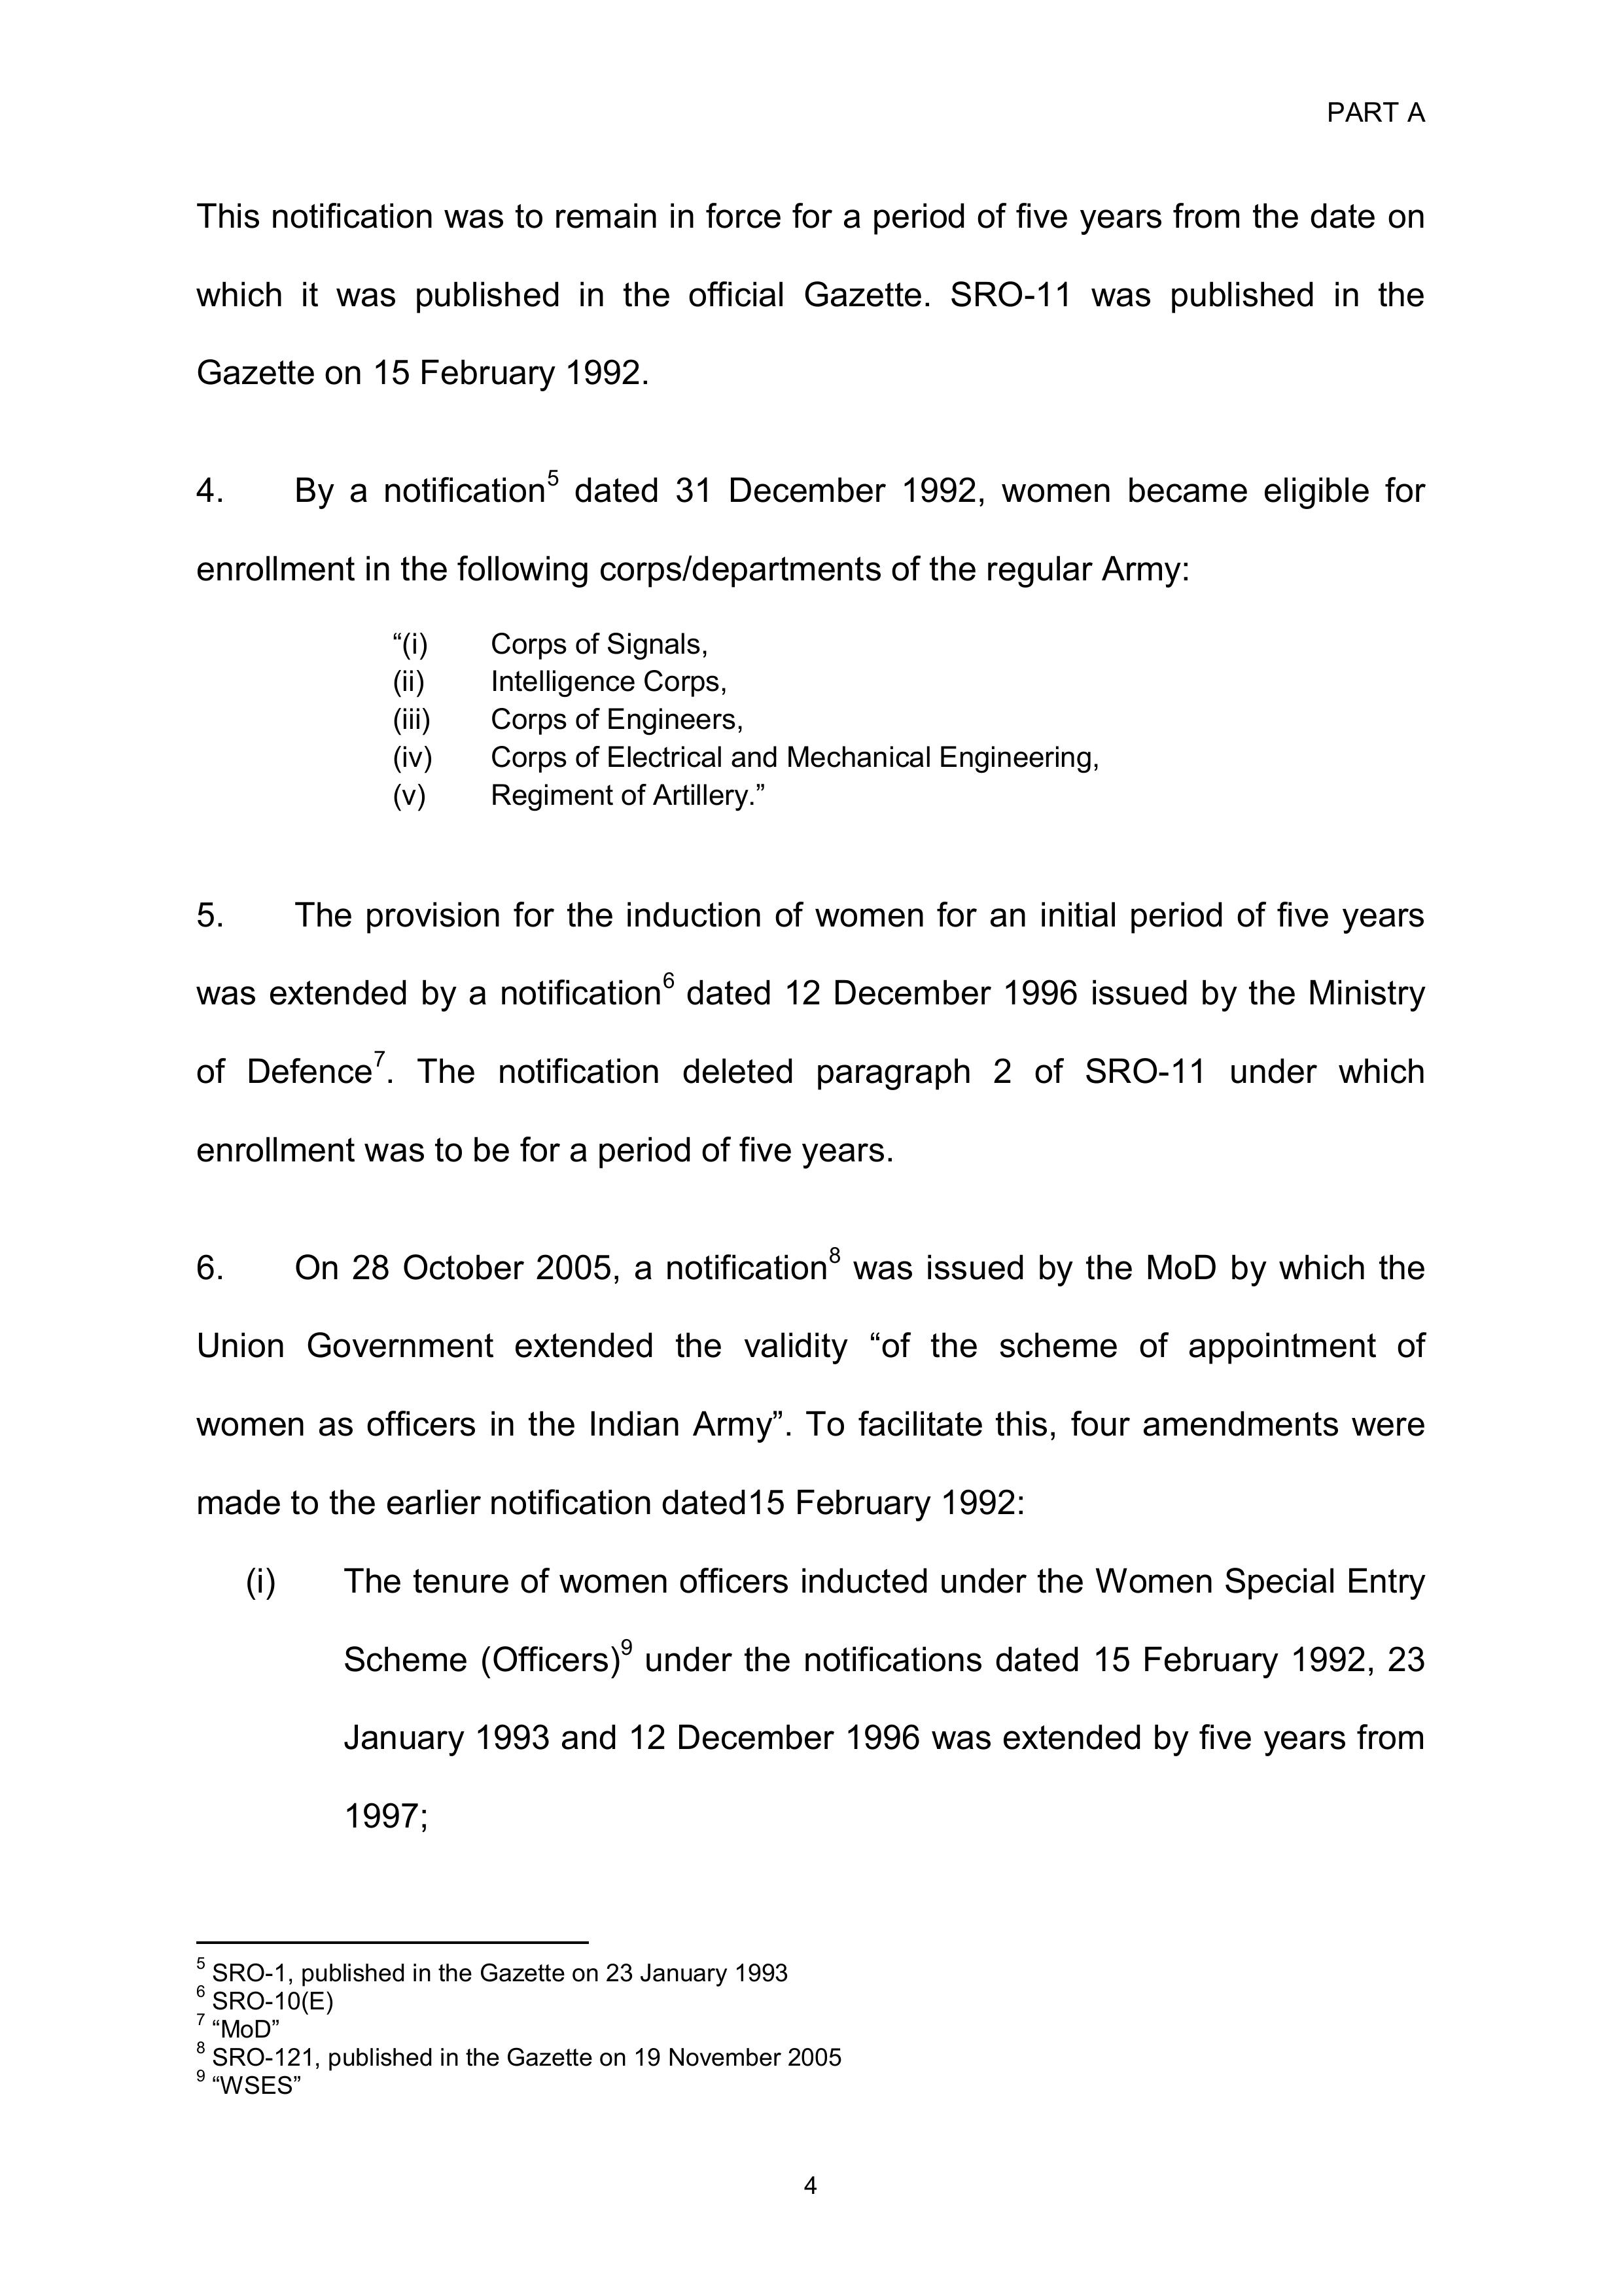 PART A
This notification was to remain in force for a period of five years from the date on
which it was published in the official Gazette. SRO-11 was published in the
Gazette on 15 February 1992.
4. By a notification5 dated 31 December 1992, women became eligible for
enrollment in the following corps/departments of the regular Army:
“(i) Corps of Signals,
(ii) Intelligence Corps,
(iii) Corps of Engineers,
(iv) Corps of Electrical and Mechanical Engineering,
(v) Regiment of Artillery.”
5. The provision for the induction of women for an initial period of five years
was extended by a notification6 dated 12 December 1996 issued by the Ministry
of Defence7. The notification deleted paragraph 2 of SRO-11 under which
enrollment was to be for a period of five years.
6. On 28 October 2005, a notification8 was issued by the MoD by which the
Union Government extended the validity “of the scheme of appointment of
women as officers in the Indian Army”. To facilitate this, four amendments were
made to the earlier notification dated15 February 1992:
(i) The tenure of women officers inducted under the Women Special Entry
Scheme (Officers)9 under the notifications dated 15 February 1992, 23
January 1993 and 12 December 1996 was extended by five years from
1997;
5 SRO-1, published in the Gazette on 23 January 1993
6 SRO-10(E)
7 “MoD”
8 SRO-121, published in the Gazette on 19 November 2005
9 “WSES”
4